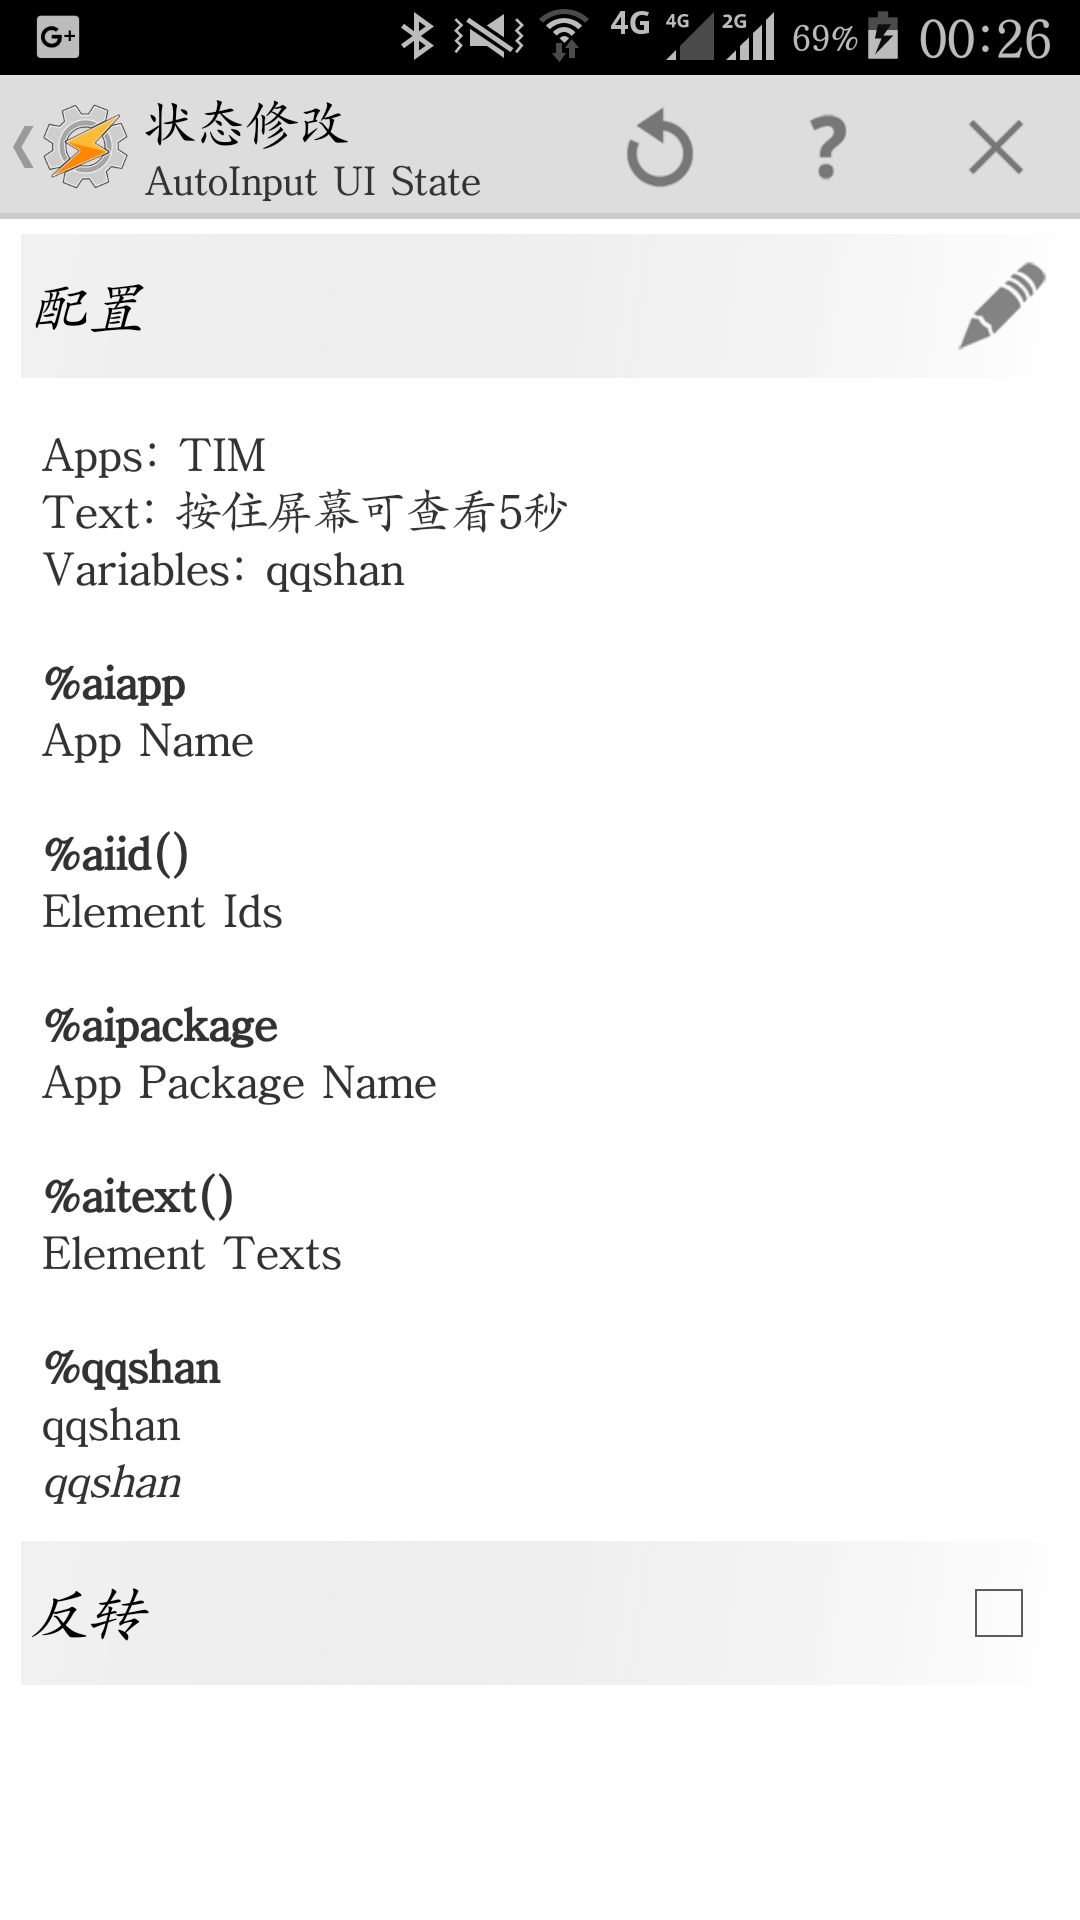 G+ 4G 4G 2G 69% 00:26
状态修改
AutoInput UI State
?
配置
Apps: TIM
Text: 按住屏幕可查看5秒
Variables: qqshan
%aiapp
App Name
%aiid()
Element Ids
%aipackage
App Package Name
%aitext()
Element Texts
%qqshan
qqshan
qqshan
反转